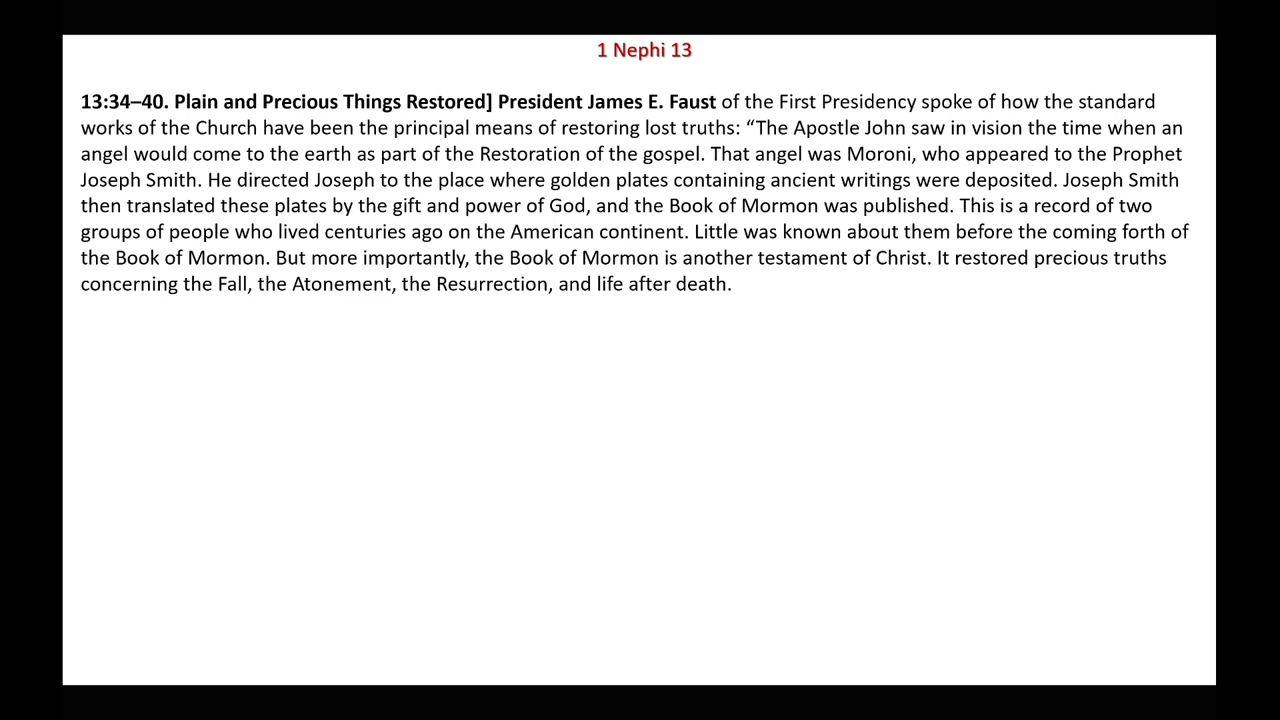 1 Nephi 13
13:34–40. Plain and Precious Things Restored] President James E. Faust of the First Presidency spoke of how the standard
works of the Church have been the principal means of restoring lost truths: “The Apostle John saw in vision the time when an
angel would come to the earth as part of the Restoration of the gospel. That angel was Moroni, who appeared to the Prophet
Joseph Smith. He directed Joseph to the place where golden plates containing ancient writings were deposited. Joseph Smith
then translated these plates by the gift and power of God, and the Book of Mormon was published. This is a record of two
groups of people who lived centuries ago on the American continent. Little was known about them before the coming forth of
the Book of Mormon. But more importantly, the Book of Mormon is another testament of Christ. It restored precious truths
concerning the Fall, the Atonement, the Resurrection, and life after death.